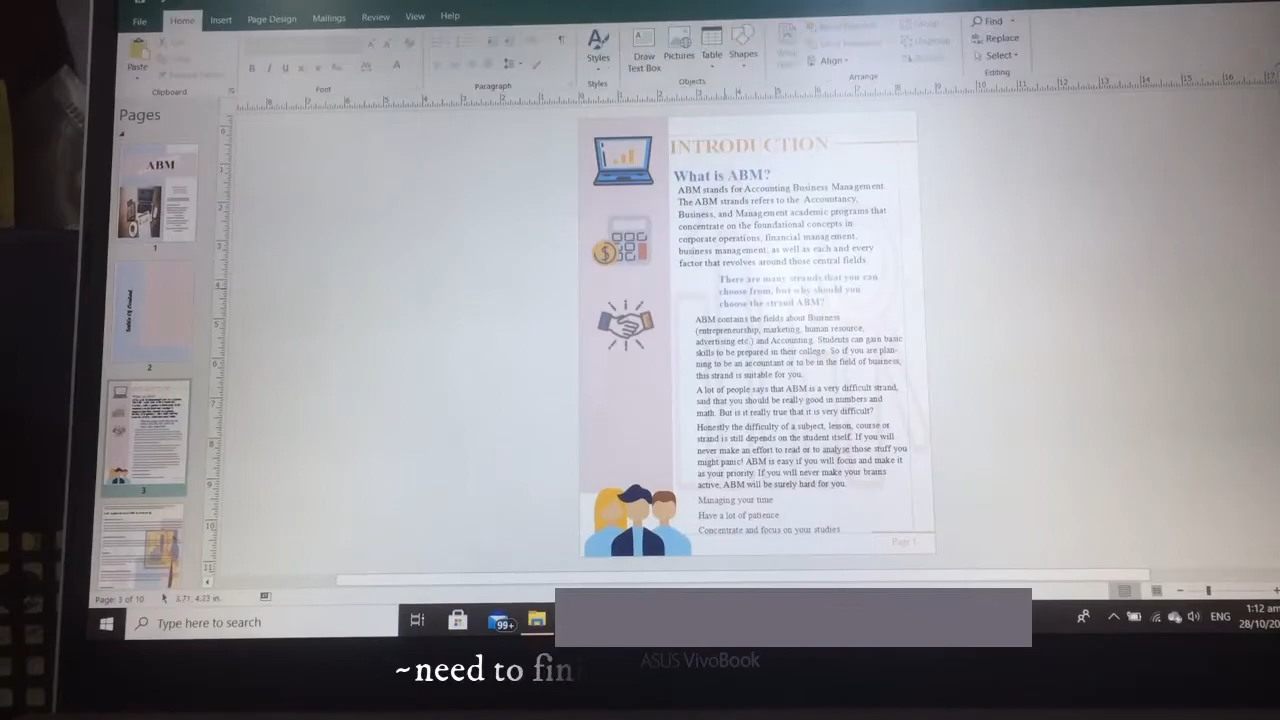 File Home Insert Page Design Mailings Review View Help
Paste
Styles
Draw Text Box
Pictures
Table
Shapes
Align
Find
Replace
Select
Clipboard
Font
Paragraph
Styles
Objects
Arrange
Editing
Pages
ABM
1
2
3
INTRODUCTION
What is ABM?
ABM stands for Accounting Business Management
The ABM strands refers to the Accountancy,
Business, and Management academic programs that
concentrate on the foundational concepts in
corporate operations, financial management,
business management, as well as each and every
factor that revolves around those central fields
There are many strands that you can
choose from, but why should you
choose the strand ABM?
ABM contains the fields about Business
(entrepreneurship, marketing, human resource,
advertising etc.) and Accounting. Students can gain basic
skills to be prepared in their college. So if you are plan-
ning to be an accountant or to be in the field of business,
this strand is suitable for you.
A lot of people says that ABM is a very difficult strand,
said that you should be really good in numbers and
math. But is it really true that it is very difficult?
Honestly the difficulty of a subject, lesson, course or
strand is still depends on the student itself. If you will
never make an effort to read or to analyse those stuff you
might panic! ABM is easy if you will focus and make it
as your priority. If you will never make your brains
active, ABM will be surely hard for you.
Managing your time
Have a lot of patience
Concentrate and focus on your studies
Page 1
Page: 3 of 10
Type here to search
99+
ENG
1:12 am
28/10/20
ASUS VivoBook
~need to fin